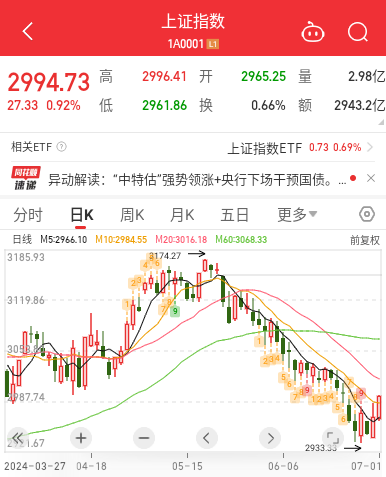 上证指数
1A0001 L1
2994.73 高 2996.41 开 2965.25 量 2.98亿
27.33 0.92% 低 2961.86 换 0.66% 额 2943.2亿
相关ETF ? 上证指数ETF 0.73 0.69% >
同花顺 速递 异动解读：“中特估”强势领涨+央行下场干预国债。...
分时 日K 周K 月K 五日 更多
日线 M5:2966.10 M10:2984.55 M20:3016.18 M60:3068.33 前复权
3185.93
3174.27
3119.86
2933.33
2024-03-27 04-18 05-15 06-06 07-01